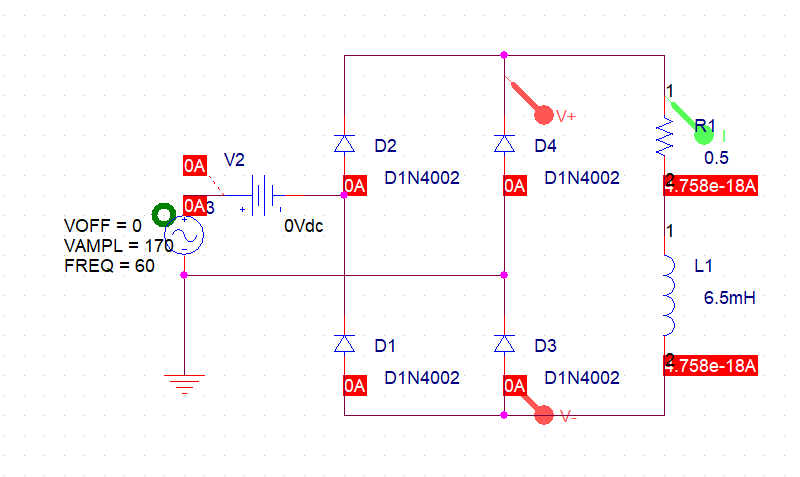 1
V+
R1
I
D2
D4
0.5
V2
0A
D1N4002
D1N4002
0A
0A
2
4.758e-18A
0A
3
VOFF = 0
0Vdc
VAMPL = 170
FREQ = 60
1
L1
6.5mH
D1
D3
2
4.758e-18A
D1N4002
D1N4002
0A
0A
V-